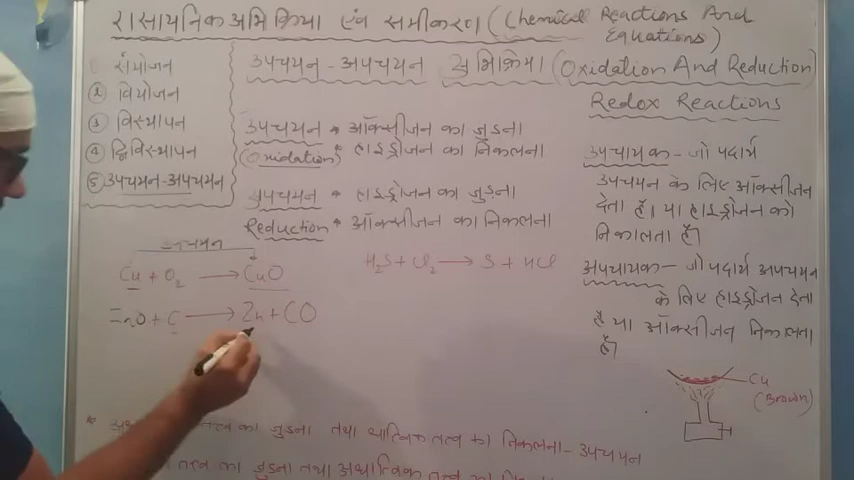 रासायनिक अभिक्रिया एवं समीकरण (Chemical Reactions And Equations)
संयोजन
② वियोजन
③ विस्थापन
④ द्विविस्थापन
⑤ उपचयन-अपचयन
उपचयन-अपचयन अभिक्रिया (Oxidation And Reduction)
Redox Reactions
उपचयन * ऑक्सीजन का जुडना
(Oxidation) * हाइड्रोजन का निकलना
अपचयन * हाइड्रोजन का जुड़ना
Reduction * ऑक्सीजन का निकलना
उपचयन
Cu + O₂ ⟶ CuO
ZnO + C ⟶ Zn + CO
H₂S + Cl₂ ⟶ S + HCl
उपचायक - जो पदार्थ
उपचयन के लिए ऑक्सीजन
देता है। या हाइड्रोजन को
निकालता है।
अपचायक - जो पदार्थ अपचयन
के लिए हाइड्रोजन देता
है या ऑक्सीजन निकालता
है।
Cu
(Brown)
* तत्व का जुडना तथा धात्विक तत्व का निकलना - उपचयन
तत्व का जुडना तथा अधात्विक तत्व का